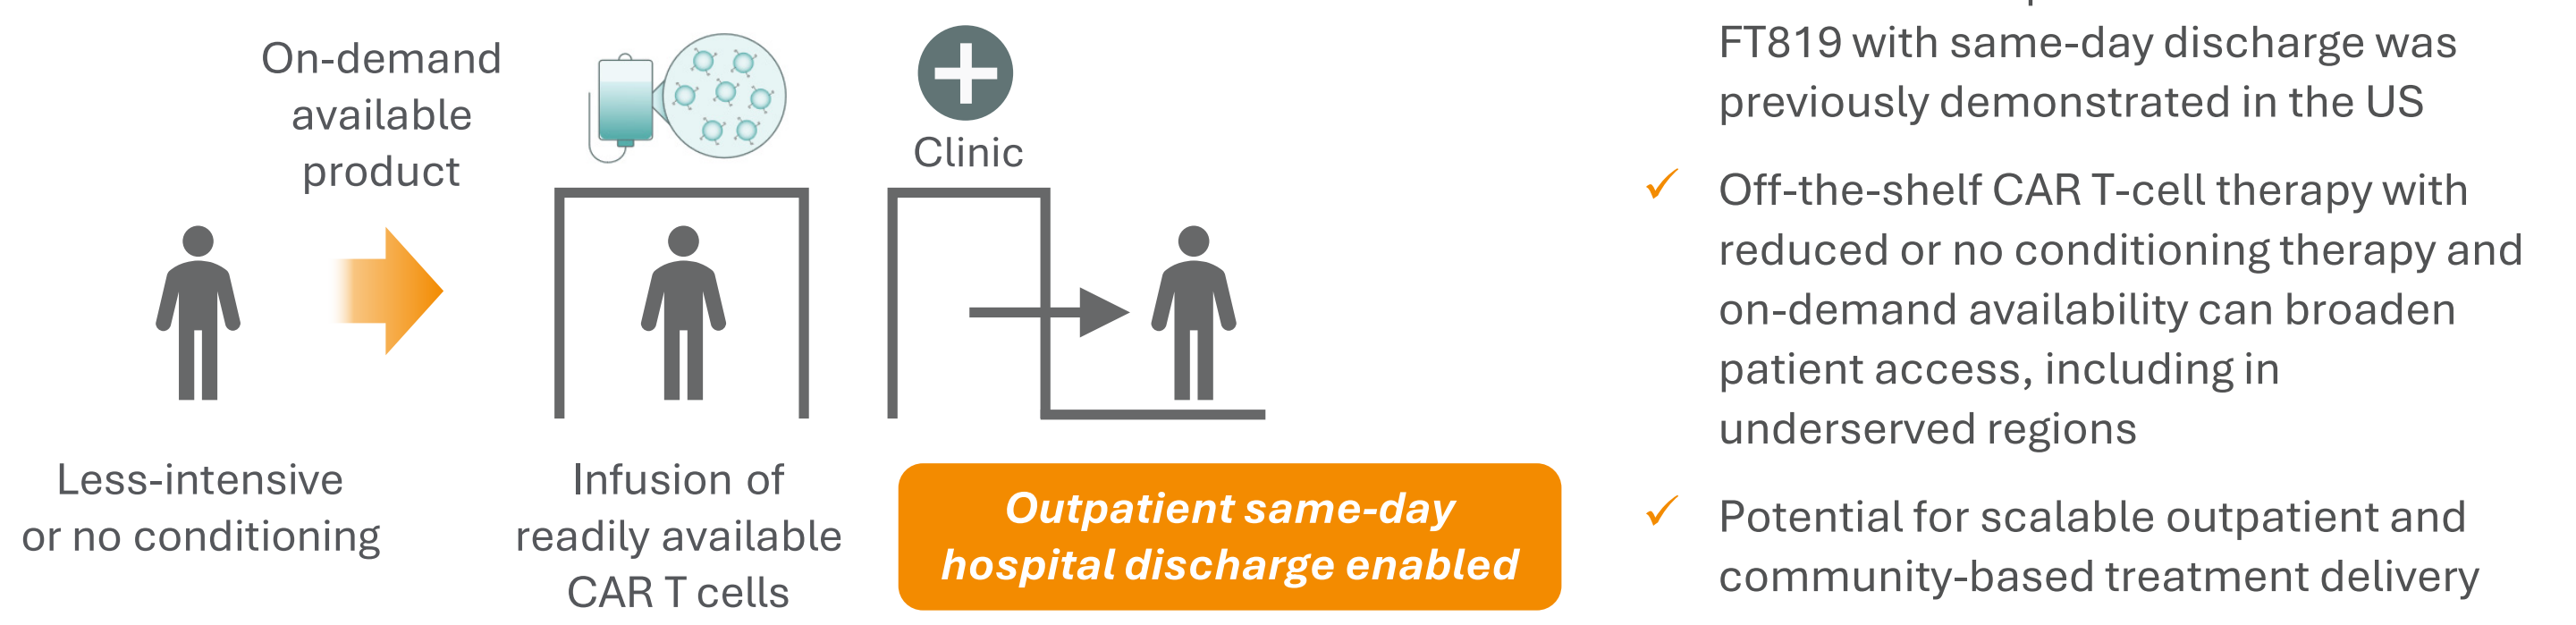 On-demand
available
product
Clinic
Less-intensive
or no conditioning
Infusion of
readily available
CAR T cells
Outpatient same-day
hospital discharge enabled
FT819 with same-day discharge was
previously demonstrated in the US
✓ Off-the-shelf CAR T-cell therapy with
reduced or no conditioning therapy and
on-demand availability can broaden
patient access, including in
underserved regions
✓ Potential for scalable outpatient and
community-based treatment delivery